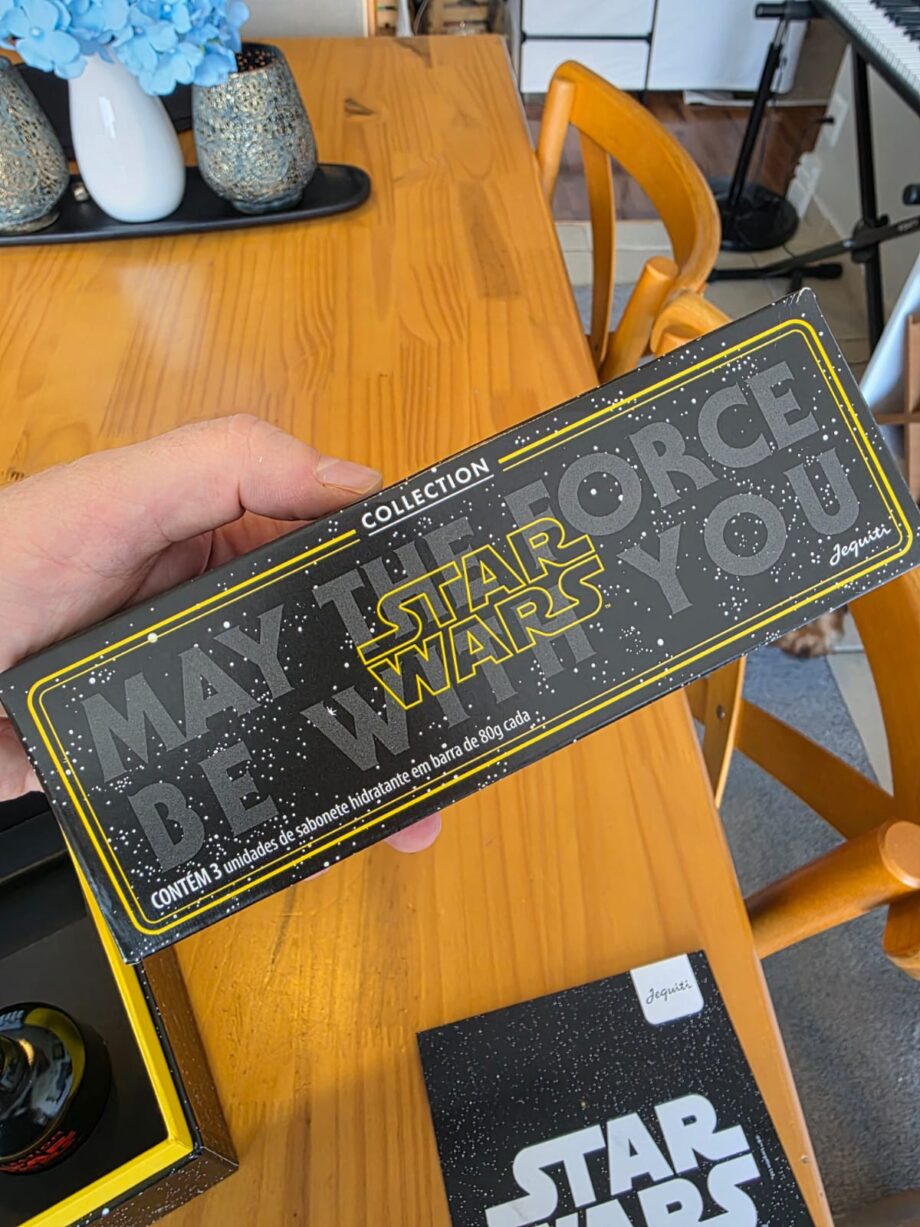 COLLECTION
MAY THE FORCE
BE WITH YOU
STAR
WARS
Jequiti
CONTÉM 3 unidades de sabonete hidratante em barra de 80g cada
Jequiti
STAR
WARS